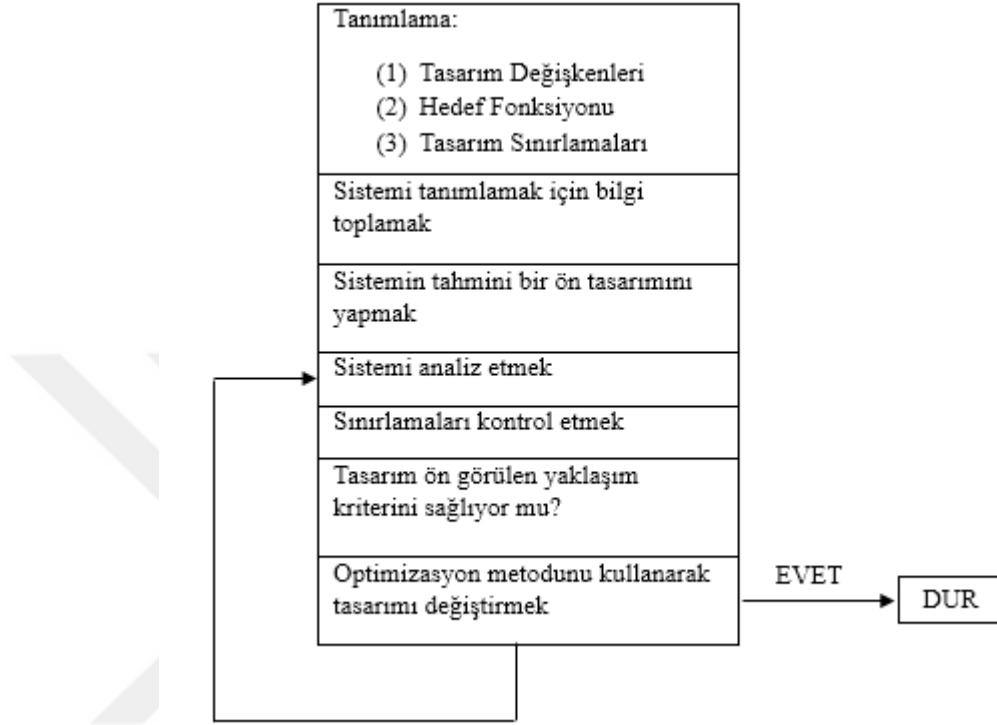 Tanımlama:
(1) Tasarım Değişkenleri
(2) Hedef Fonksiyonu
(3) Tasarım Sınırlamaları
Sistemi tanımlamak için bilgi
toplamak
Sistemin tahmini bir ön tasarımını
yapmak
Sistemi analiz etmek
Sınırlamaları kontrol etmek
Tasarım ön görülen yaklaşım
kriterini sağlıyor mu?
Optimizasyon metodunu kullanarak
tasarımı değiştirmek
EVET
DUR